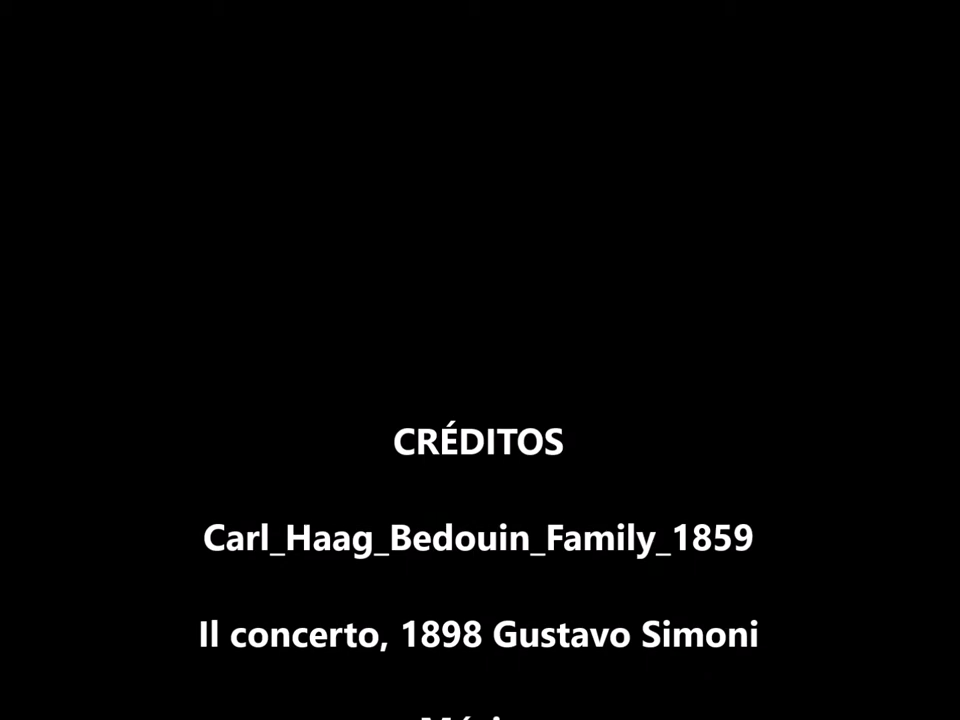 CRÉDITOS
Carl_Haag_Bedouin_Family_1859
Il concerto, 1898 Gustavo Simoni